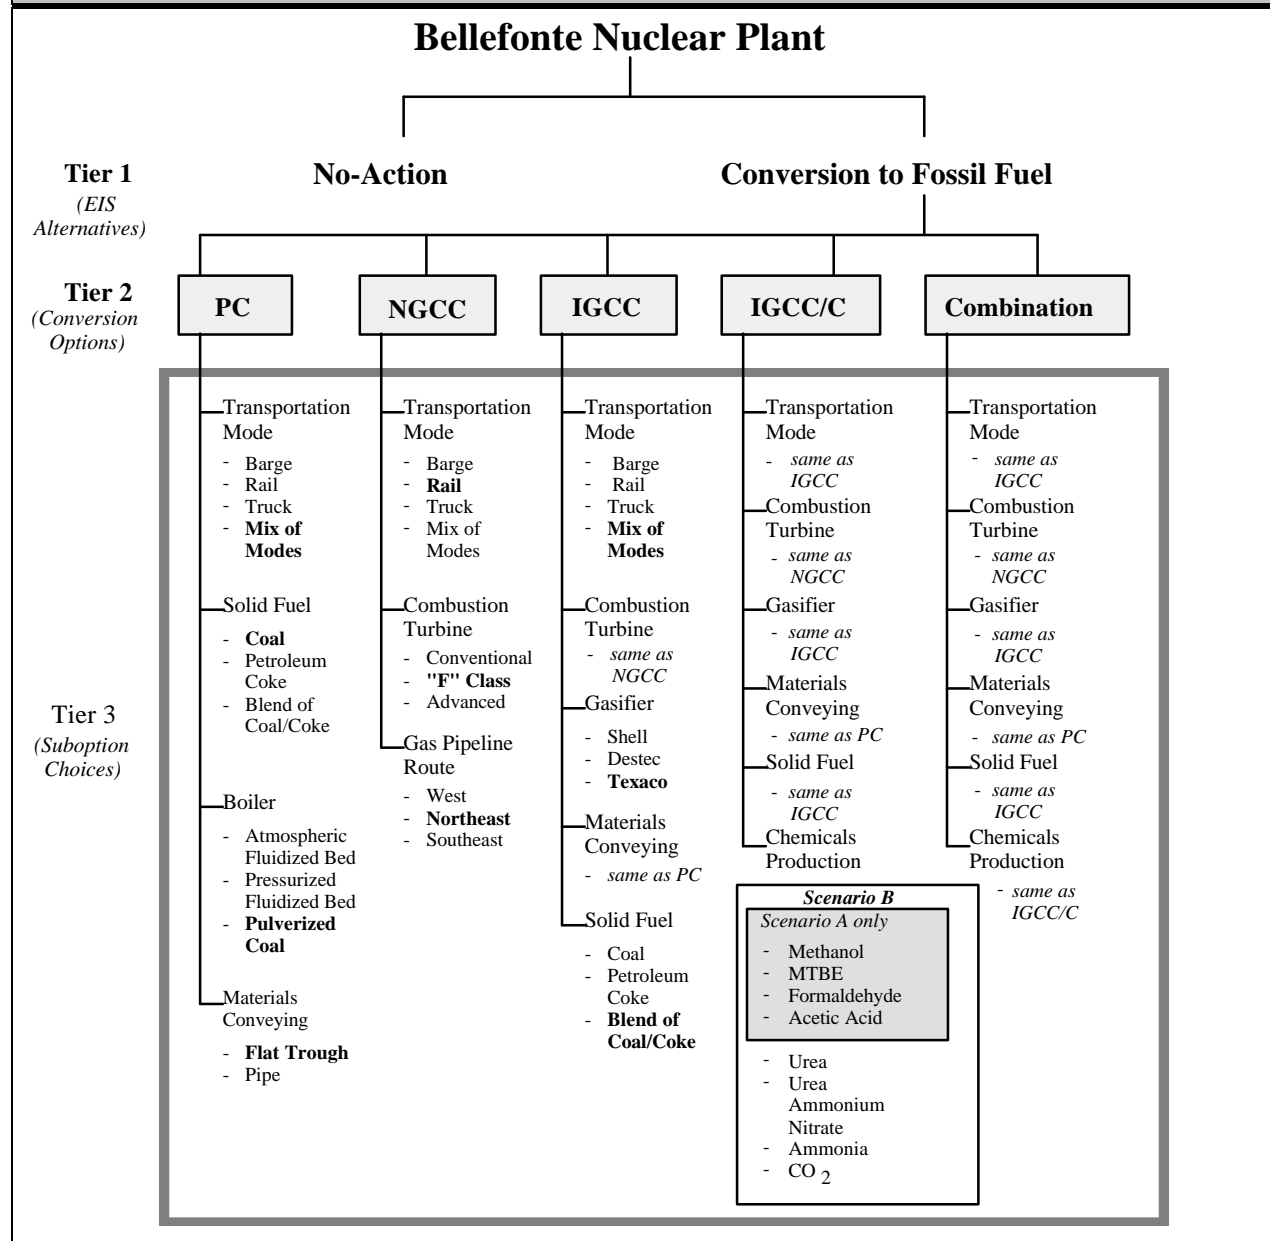 Bellefonte Nuclear Plant
Tier 1
(EIS
Alternatives)
No-Action
Conversion to Fossil Fuel
Tier 2
(Conversion
Options)
PC
NGCC
IGCC
IGCC/C
Combination
Tier 3
(Suboption
Choices)
Transportation
Mode
- Barge
- Rail
- Truck
- Mix of
Modes
Solid Fuel
- Coal
- Petroleum
Coke
- Blend of
Coal/Coke
Boiler
- Atmospheric
Fluidized Bed
- Pressurized
Fluidized Bed
- Pulverized
Coal
Materials
Conveying
- Flat Trough
- Pipe
Transportation
Mode
- Barge
- Rail
- Truck
- Mix of
Modes
Combustion
Turbine
- Conventional
- "F" Class
- Advanced
Gas Pipeline
Route
- West
- Northeast
- Southeast
Transportation
Mode
- Barge
- Rail
- Truck
- Mix of
Modes
Combustion
Turbine
- same as
NGCC
Gasifier
- Shell
- Destec
- Texaco
Materials
Conveying
- same as PC
Solid Fuel
- Coal
- Petroleum
Coke
- Blend of
Coal/Coke
Transportation
Mode
- same as
IGCC
Combustion
Turbine
- same as
NGCC
Gasifier
- same as
IGCC
Materials
Conveying
- same as PC
Solid Fuel
- same as
IGCC
Chemicals
Production
Scenario B
Scenario A only
- Methanol
- MTBE
- Formaldehyde
- Acetic Acid
- Urea
- Urea
Ammonium
Nitrate
- Ammonia
- CO 2
Transportation
Mode
- same as
IGCC
Combustion
Turbine
- same as
NGCC
Gasifier
- same as
IGCC
Materials
Conveying
- same as PC
Solid Fuel
- same as
IGCC
Chemicals
Production
- same as
IGCC/C